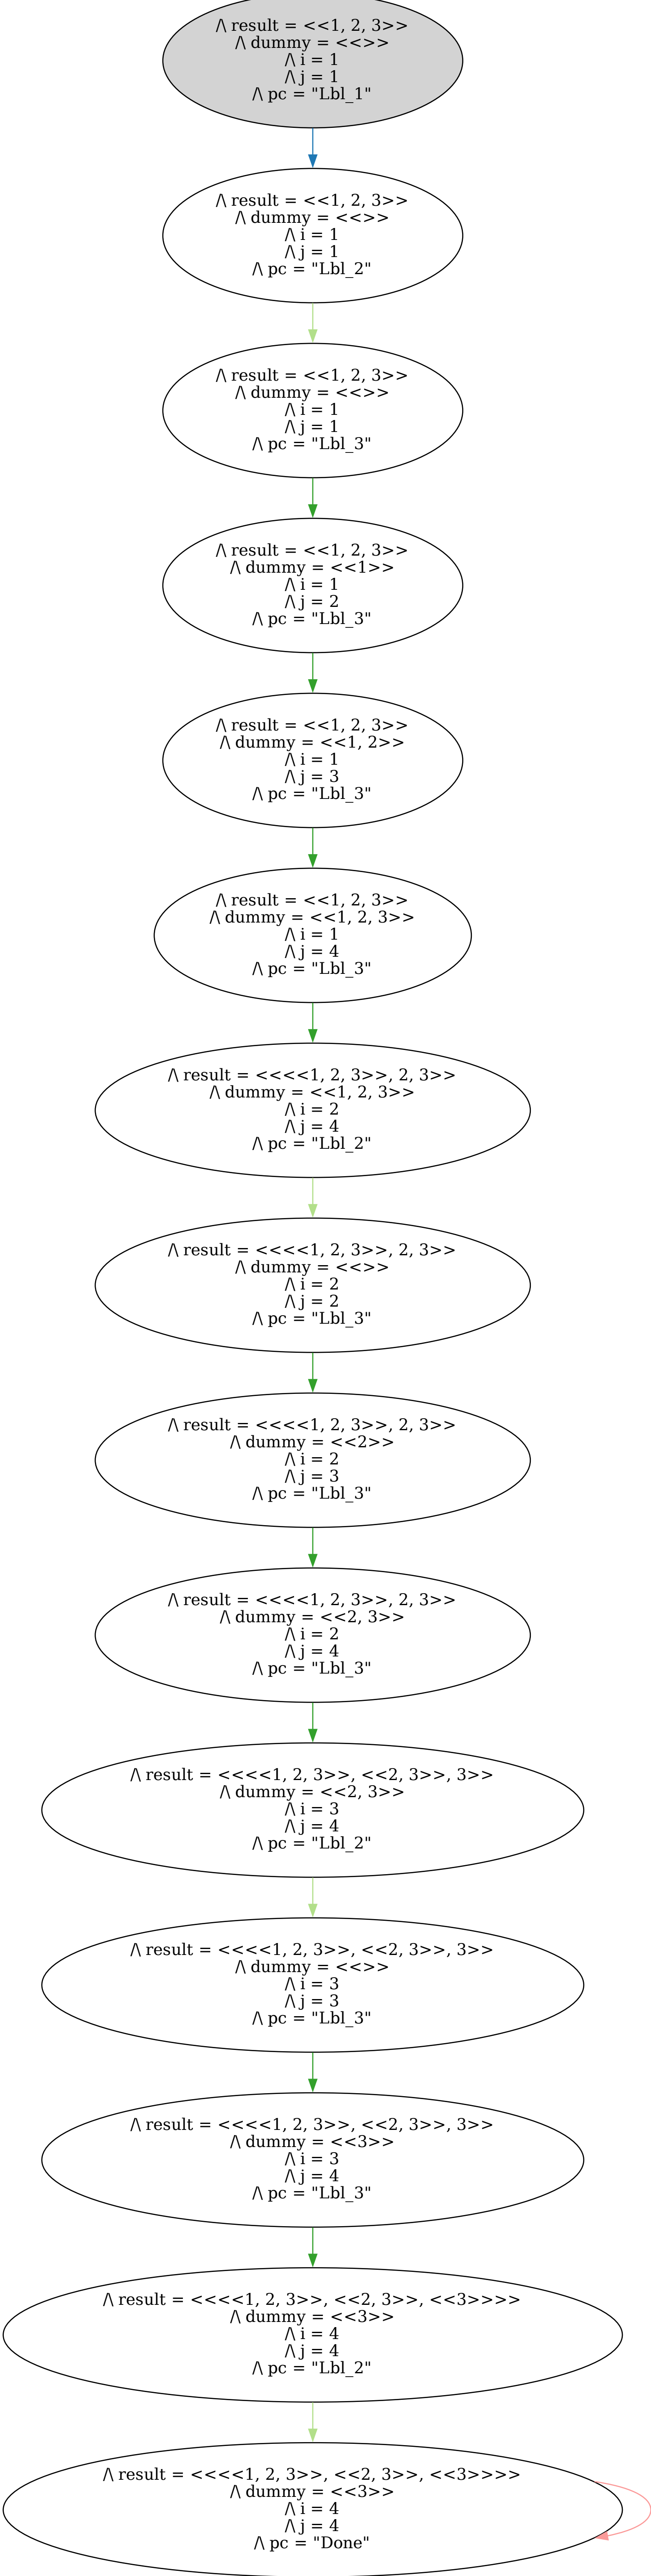 /\ result = <<1, 2, 3>>
/\ dummy = <<>>
/\ i = 1
/\ j = 1
/\ pc = "Lbl_1"
/\ result = <<1, 2, 3>>
/\ dummy = <<>>
/\ i = 1
/\ j = 1
/\ pc = "Lbl_2"
/\ result = <<1, 2, 3>>
/\ dummy = <<>>
/\ i = 1
/\ j = 1
/\ pc = "Lbl_3"
/\ result = <<1, 2, 3>>
/\ dummy = <<1>>
/\ i = 1
/\ j = 2
/\ pc = "Lbl_3"
/\ result = <<1, 2, 3>>
/\ dummy = <<1, 2>>
/\ i = 1
/\ j = 3
/\ pc = "Lbl_3"
/\ result = <<1, 2, 3>>
/\ dummy = <<1, 2, 3>>
/\ i = 1
/\ j = 4
/\ pc = "Lbl_3"
/\ result = <<<<1, 2, 3>>, 2, 3>>
/\ dummy = <<1, 2, 3>>
/\ i = 2
/\ j = 4
/\ pc = "Lbl_2"
/\ result = <<<<1, 2, 3>>, 2, 3>>
/\ dummy = <<>>
/\ i = 2
/\ j = 2
/\ pc = "Lbl_3"
/\ result = <<<<1, 2, 3>>, 2, 3>>
/\ dummy = <<2>>
/\ i = 2
/\ j = 3
/\ pc = "Lbl_3"
/\ result = <<<<1, 2, 3>>, 2, 3>>
/\ dummy = <<2, 3>>
/\ i = 2
/\ j = 4
/\ pc = "Lbl_3"
/\ result = <<<<1, 2, 3>>, <<2, 3>>, 3>>
/\ dummy = <<2, 3>>
/\ i = 3
/\ j = 4
/\ pc = "Lbl_2"
/\ result = <<<<1, 2, 3>>, <<2, 3>>, 3>>
/\ dummy = <<>>
/\ i = 3
/\ j = 3
/\ pc = "Lbl_3"
/\ result = <<<<1, 2, 3>>, <<2, 3>>, 3>>
/\ dummy = <<3>>
/\ i = 3
/\ j = 4
/\ pc = "Lbl_3"
/\ result = <<<<1, 2, 3>>, <<2, 3>>, <<3>>>>
/\ dummy = <<3>>
/\ i = 4
/\ j = 4
/\ pc = "Lbl_2"
/\ result = <<<<1, 2, 3>>, <<2, 3>>, <<3>>>>
/\ dummy = <<3>>
/\ i = 4
/\ j = 4
/\ pc = "Done"